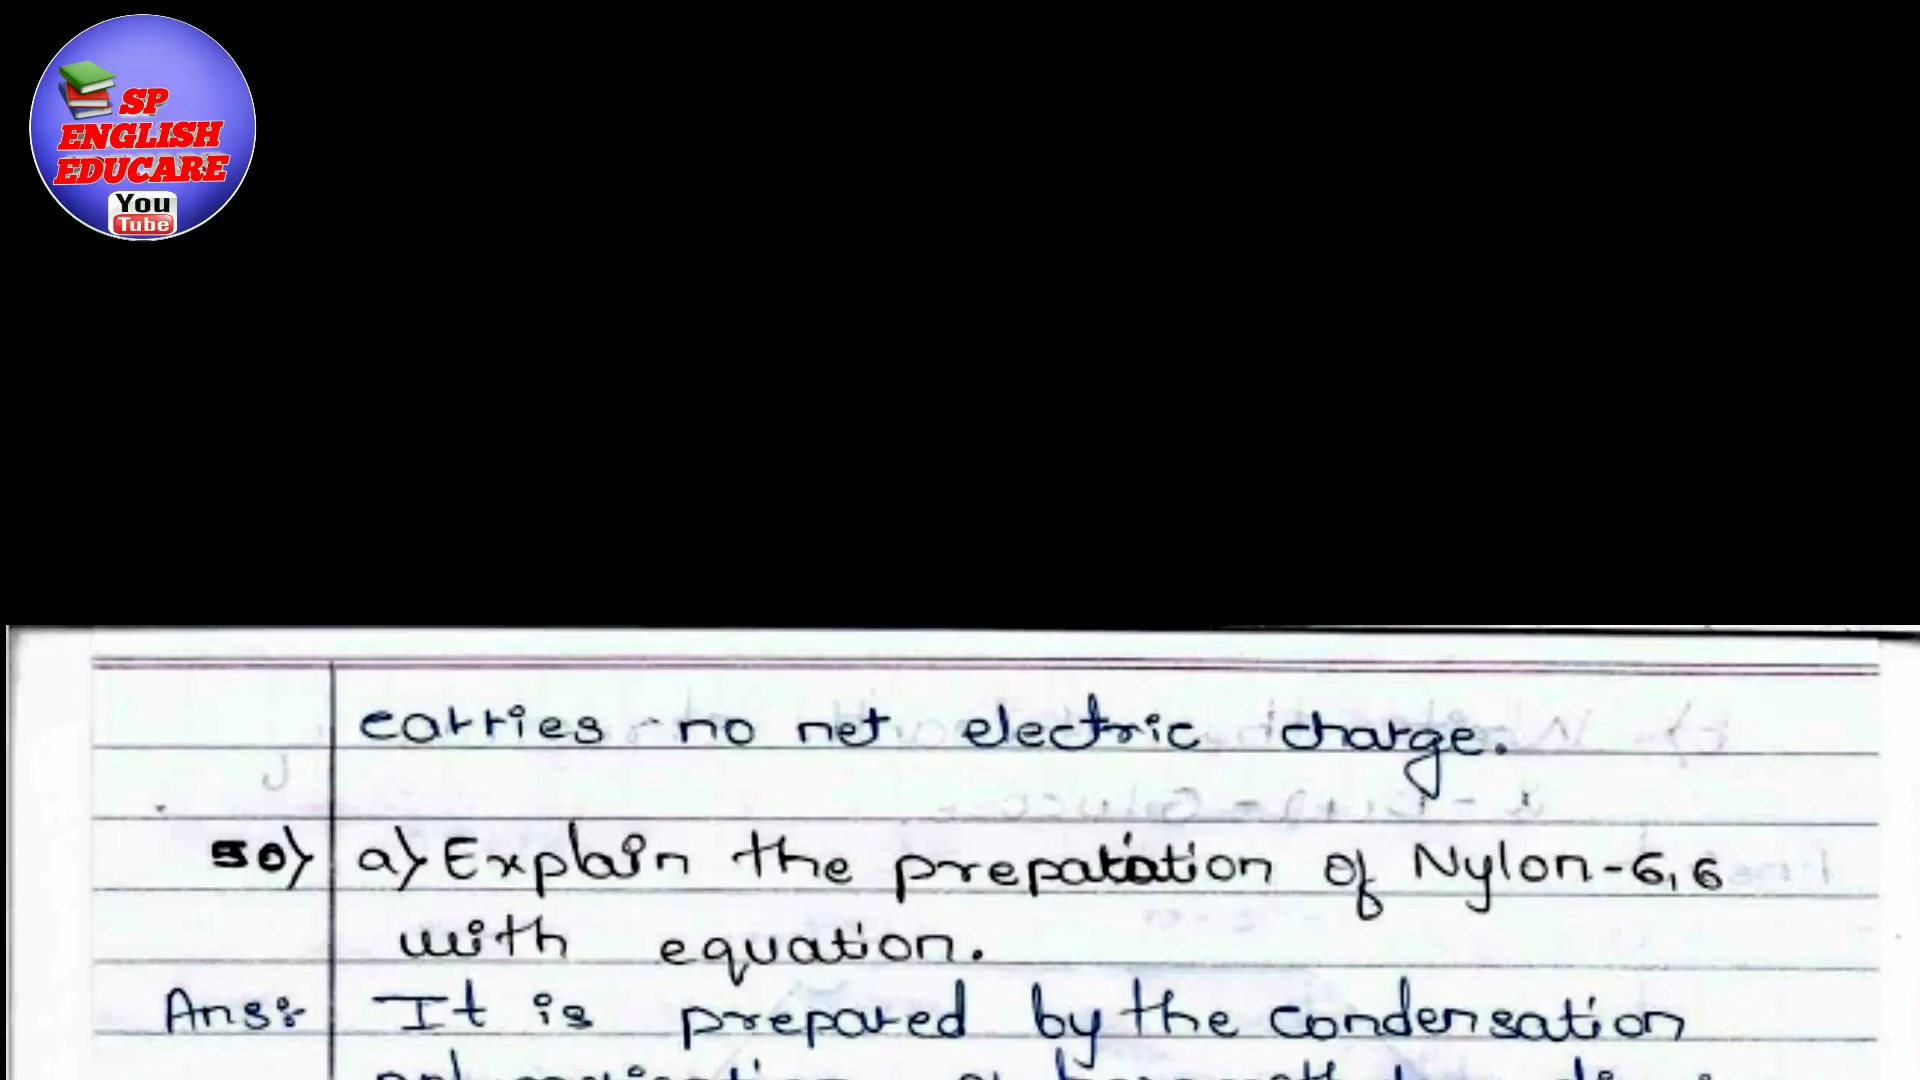 SP
ENGLISH
EDUCARE
You
Tube
carries no net electric charge.
50) a) Explain the preparation of Nylon-6,6
with equation.
Ans: It is prepared by the condensation